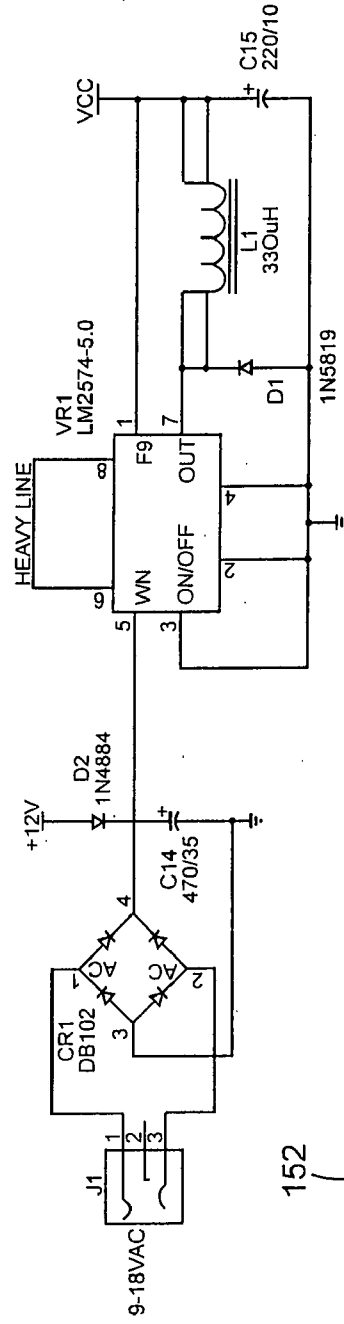 9-18VAC
J1
1
2
3
CR1
DB102
1
AC
3
4
AC
2
+12V
D2
1N4884
C14
+
470/35
HEAVY LINE
VR1
LM2574-5.0
6
8
5
WN
F9
1
3
ON/OFF
OUT
7
2
4
VCC
L1
33OuH
D1
1N5819
C15
+
220/10
152